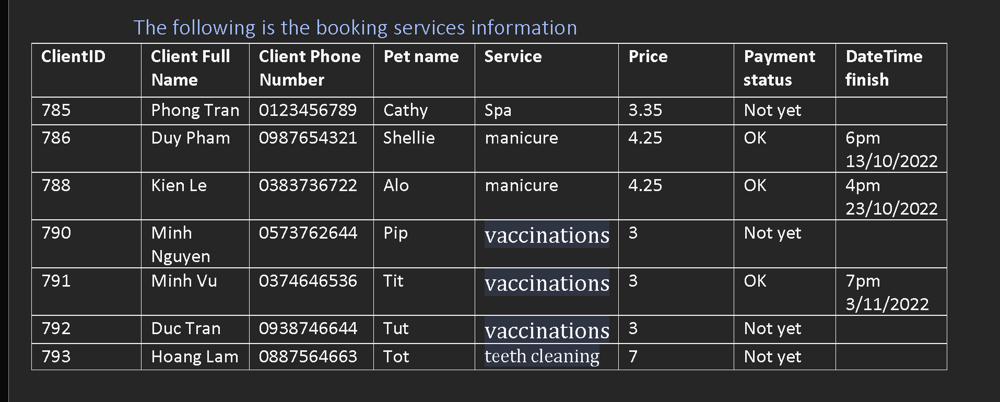 The following is the booking services information
ClientID Client Full Name Client Phone Number Pet name Service Price Payment status DateTime finish
785 Phong Tran 0123456789 Cathy Spa 3.35 Not yet
786 Duy Pham 0987654321 Shellie manicure 4.25 OK 6pm 13/10/2022
788 Kien Le 0383736722 Alo manicure 4.25 OK 4pm 23/10/2022
790 Minh Nguyen 0573762644 Pip vaccinations 3 Not yet
791 Minh Vu 0374646536 Tit vaccinations 3 OK 7pm 3/11/2022
792 Duc Tran 0938746644 Tut vaccinations 3 Not yet
793 Hoang Lam 0887564663 Tot teeth cleaning 7 Not yet